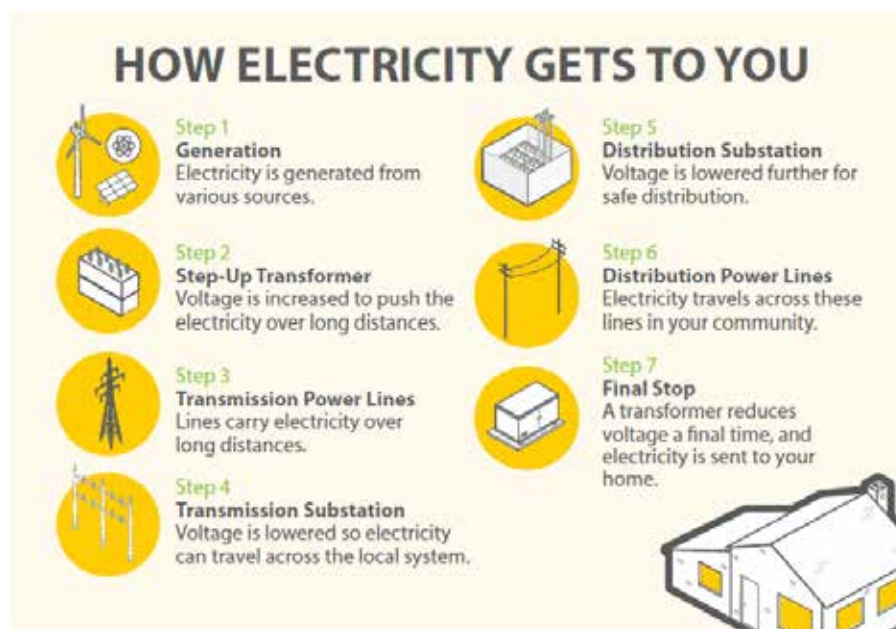 HOW ELECTRICITY GETS TO YOU
Step 1
Generation
Electricity is generated from
various sources.
Step 2
Step-Up Transformer
Voltage is increased to push the
electricity over long distances.
Step 3
Transmission Power Lines
Lines carry electricity over
long distances.
Step 4
Transmission Substation
Voltage is lowered so electricity
can travel across the local system.
Step 5
Distribution Substation
Voltage is lowered further for
safe distribution.
Step 6
Distribution Power Lines
Electricity travels across these
lines in your community.
Step 7
Final Stop
A transformer reduces
voltage a final time, and
electricity is sent to your
home.